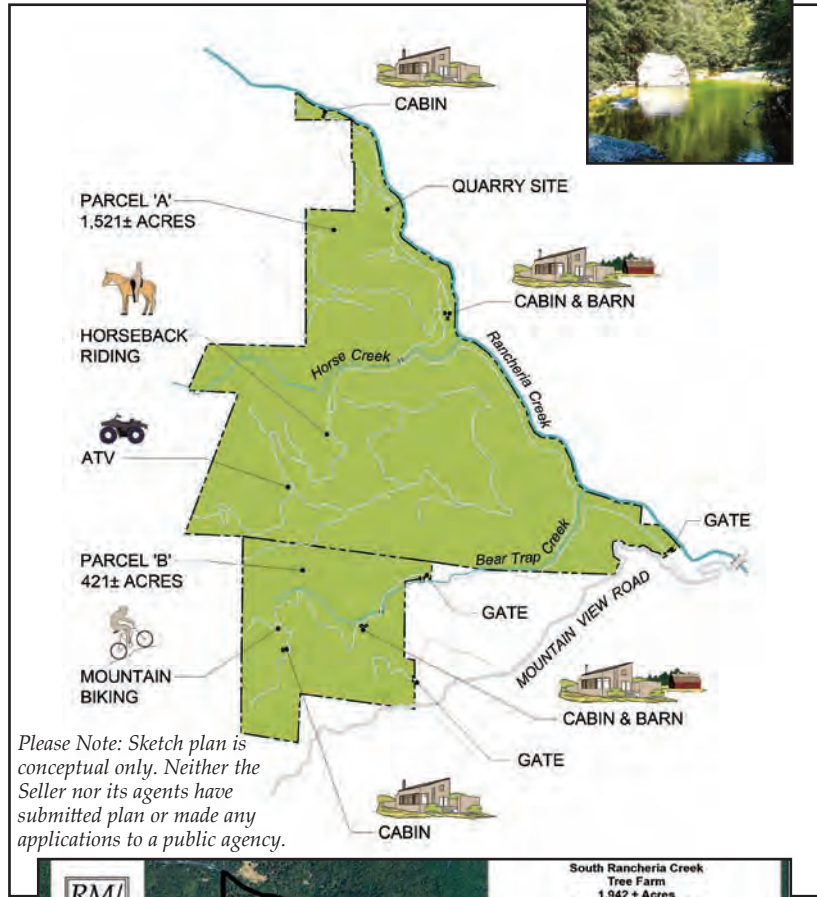 CABIN
QUARRY SITE
PARCEL 'A'
1,521± ACRES
CABIN & BARN
HORSEBACK
RIDING
Horse Creek
Rancheria Creek
ATV
GATE
Bear Trap Creek
PARCEL 'B'
421± ACRES
GATE
MOUNTAIN VIEW ROAD
MOUNTAIN
BIKING
CABIN & BARN
GATE
CABIN
Please Note: Sketch plan is
conceptual only. Neither the
Seller nor its agents have
submitted plan or made any
applications to a public agency.
South Rancheria Creek
Tree Farm
1,942 ± Acres